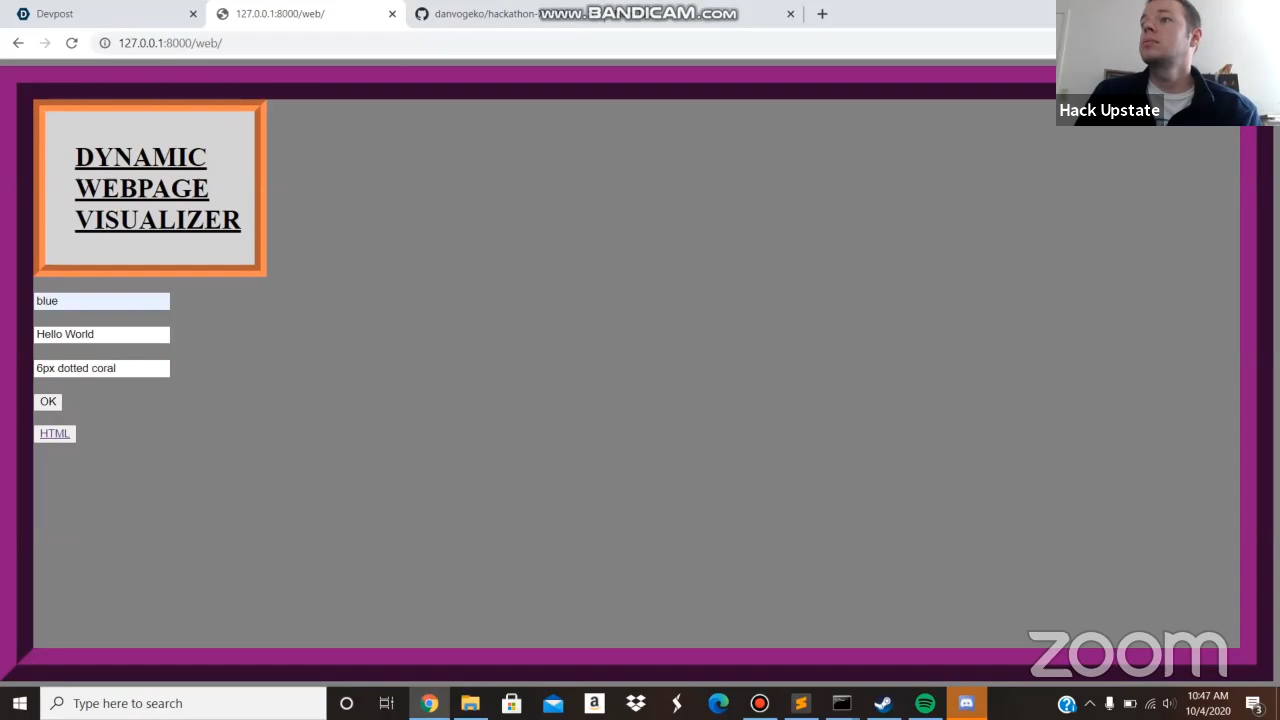 Devpost
127.0.0.1:8000/web/
danvogeko/hackathon-
www.BANDICAM.com
127.0.0.1:8000/web/
Hack Upstate
DYNAMIC
WEBPAGE
VISUALIZER
blue
Hello World
6px dotted coral
OK
HTML
zoom
Type here to search
10:47 AM
10/4/2020
3